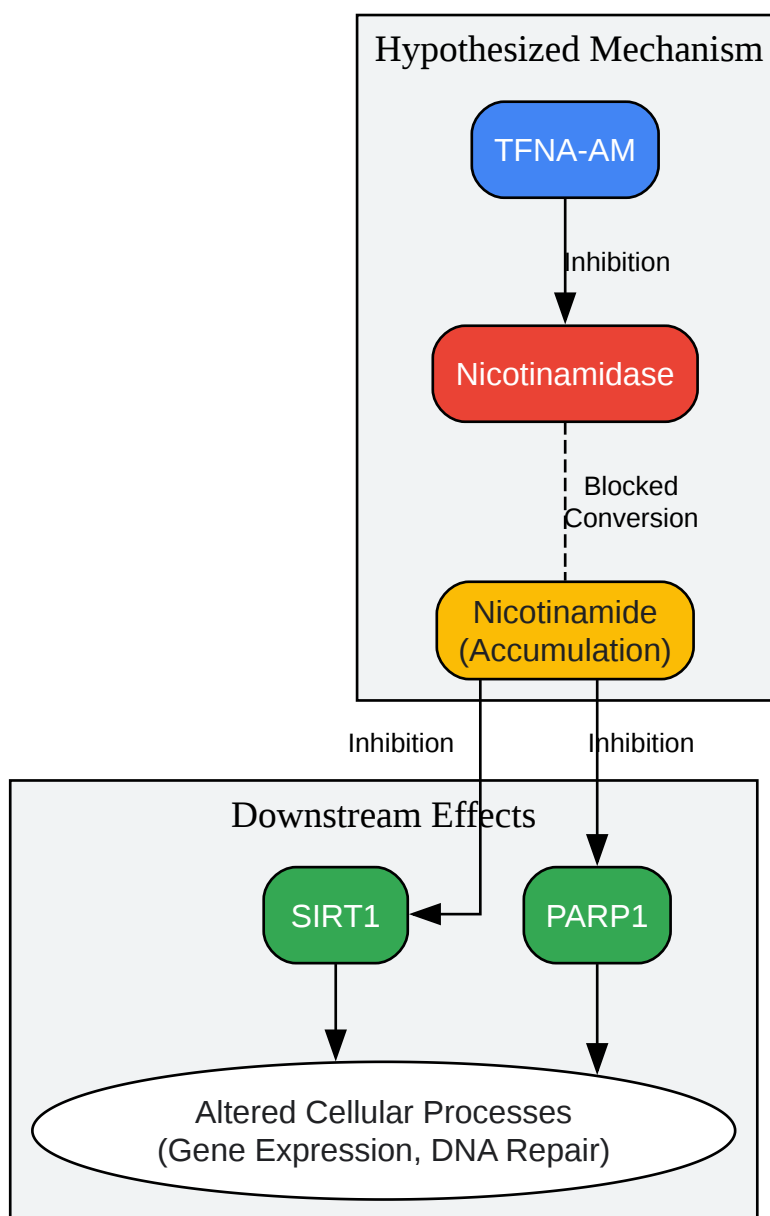 Hypothesized Mechanism
TFNA-AM
Inhibition
Nicotinamidase
Blocked
Conversion
Nicotinamide
(Accumulation)
Inhibition
Inhibition
Downstream Effects
SIRT1
PARP1
Altered Cellular Processes
(Gene Expression, DNA Repair)